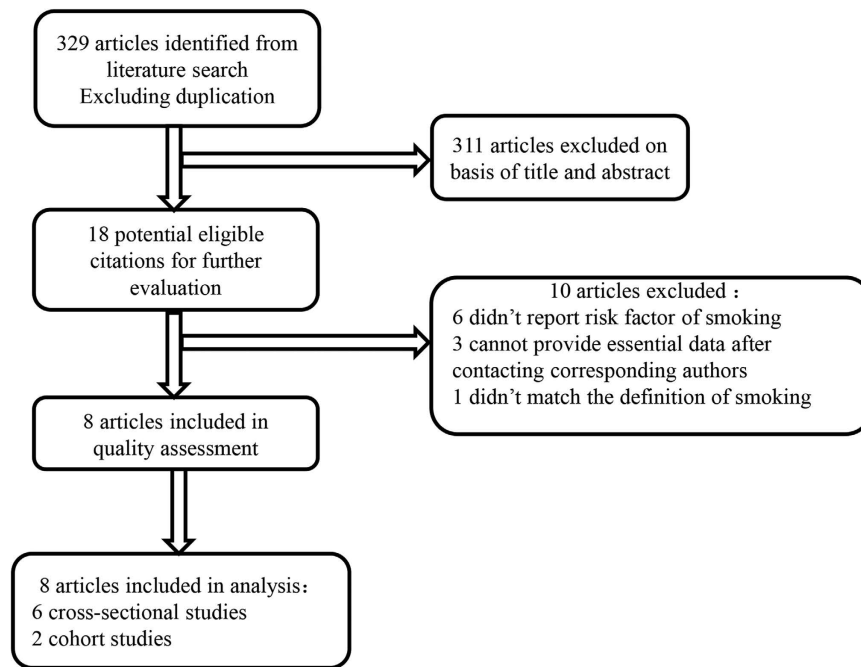 329 articles identified from
literature search
Excluding duplication
311 articles excluded on
basis of title and abstract
18 potential eligible
citations for further
evaluation
10 articles excluded：
6 didn’t report risk factor of smoking
3 cannot provide essential data after
contacting corresponding authors
1 didn’t match the definition of smoking
8 articles included in
quality assessment
8 articles included in analysis：
6 cross-sectional studies
2 cohort studies